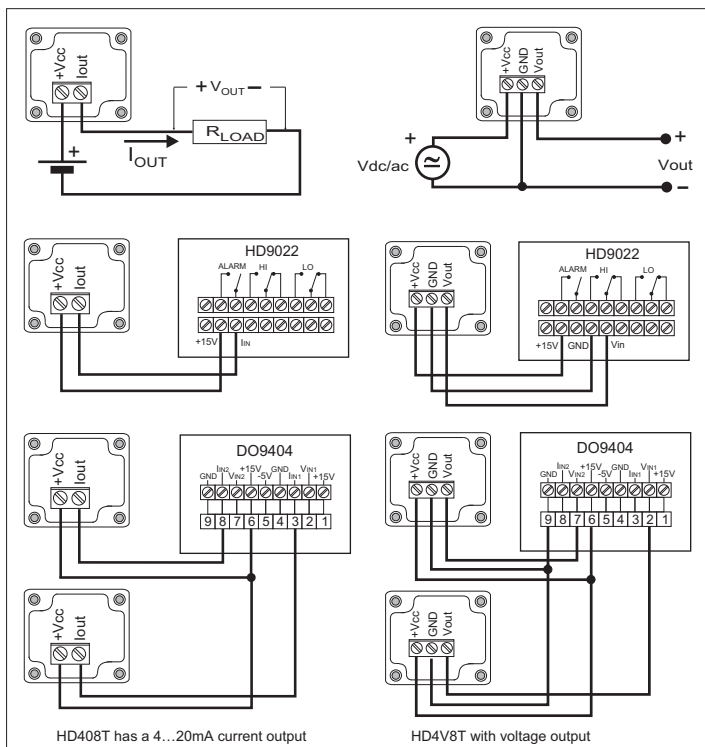 +Vcc Iout
+ VOUT −
RLOAD
+
IOUT
+Vcc GND Vout
+
Vdc/ac
+
Vout
−
+Vcc Iout
HD9022
ALARM HI LO
+15V IIN
+Vcc GND Vout
HD9022
ALARM HI LO
+15V GND Vin
+Vcc Iout
DO9404
GND IIN2 VIN2 +15V -5V GND IIN1 VIN1 +15V
9 8 7 6 5 4 3 2 1
+Vcc Iout
HD408T has a 4...20mA current output
+Vcc GND Vout
DO9404
GND IIN2 VIN2 +15V -5V GND IIN1 VIN1 +15V
9 8 7 6 5 4 3 2 1
+Vcc GND Vout
HD4V8T with voltage output